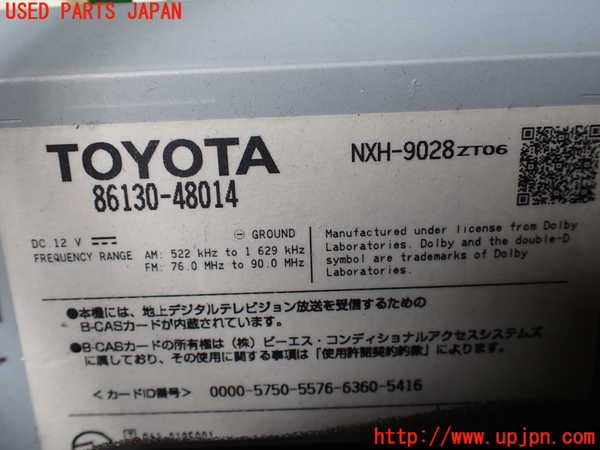 USED PARTS JAPAN
TOYOTA
86130-48014
NXH-9028ZT06
DC.12 V
⊖ GROUND
FREQUENCY RANGE AM: 522 kHz to 1 629 kHz
FM: 76.0 MHz to 90.0 MHz
Manufactured under license from Dolby
Laboratories. Dolby and the double-D
symbol are trademarks of Dolby
Laboratories.
●本機には、地上デジタルテレビジョン放送を受信するための
B-CASカードが内蔵されています。
●B-CASカードの所有権は（株）ビーエス・コンディショナルアクセスシステムズ
に属しており、その使用に関する事項は「使用許諾契約約款」によります。
＜カードID番号＞ 0000-5750-5576-6360-5416
http://www.upjpn.com/